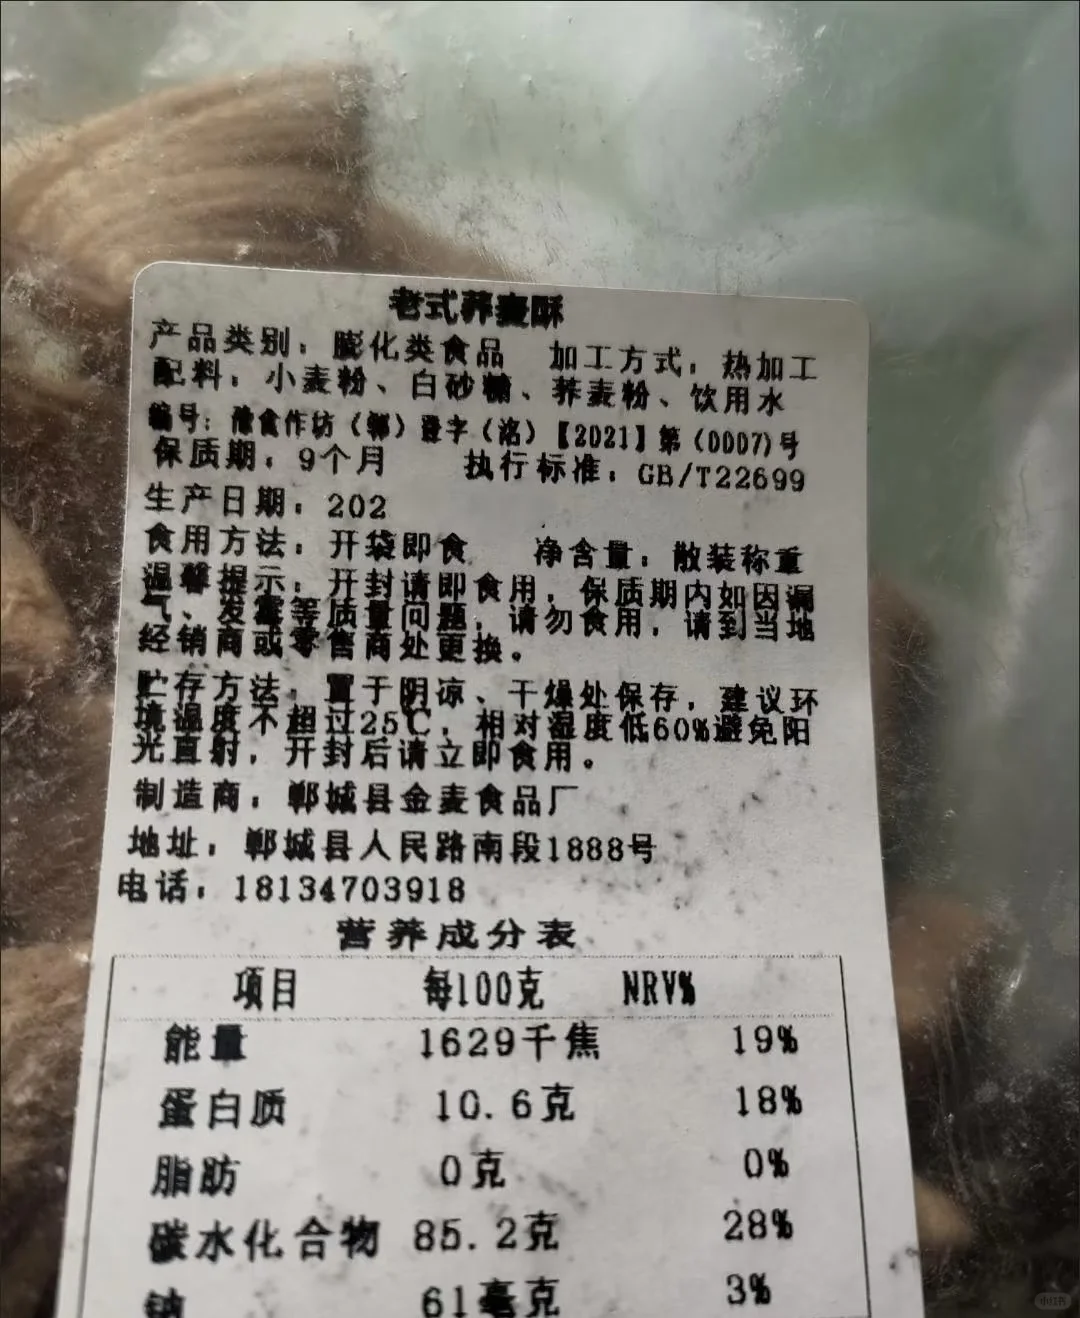 老式荞麦酥
产品类别：膨化类食品 加工方式：热加工
配料：小麦粉、白砂糖、荞麦粉、饮用水
编号：豫食作坊（郸）登字（洺）【2021】第（0007)号
保质期：9个月 执行标准：GB/T22699
生产日期：202
食用方法：开袋即食 净含量：散装称重
温馨提示：开封请即食用，保质期内如因漏
气、发霉等质量问题，请勿食用，请到当地
经销商或零售商处更换。
贮存方法：置于阴凉、干燥处保存，建议环
境温度不超过25℃，相对湿度低60%避免阳
光直射，开封后请立即食用。
制造商：郸城县金麦食品厂
地址：郸城县人民路南段1888号
电话：18134703918
营养成分表
项目 每100克 NRV%
能量 1629千焦 19%
蛋白质 10.6克 18%
脂肪 0克 0%
碳水化合物 85.2克 28%
钠 61毫克 3%